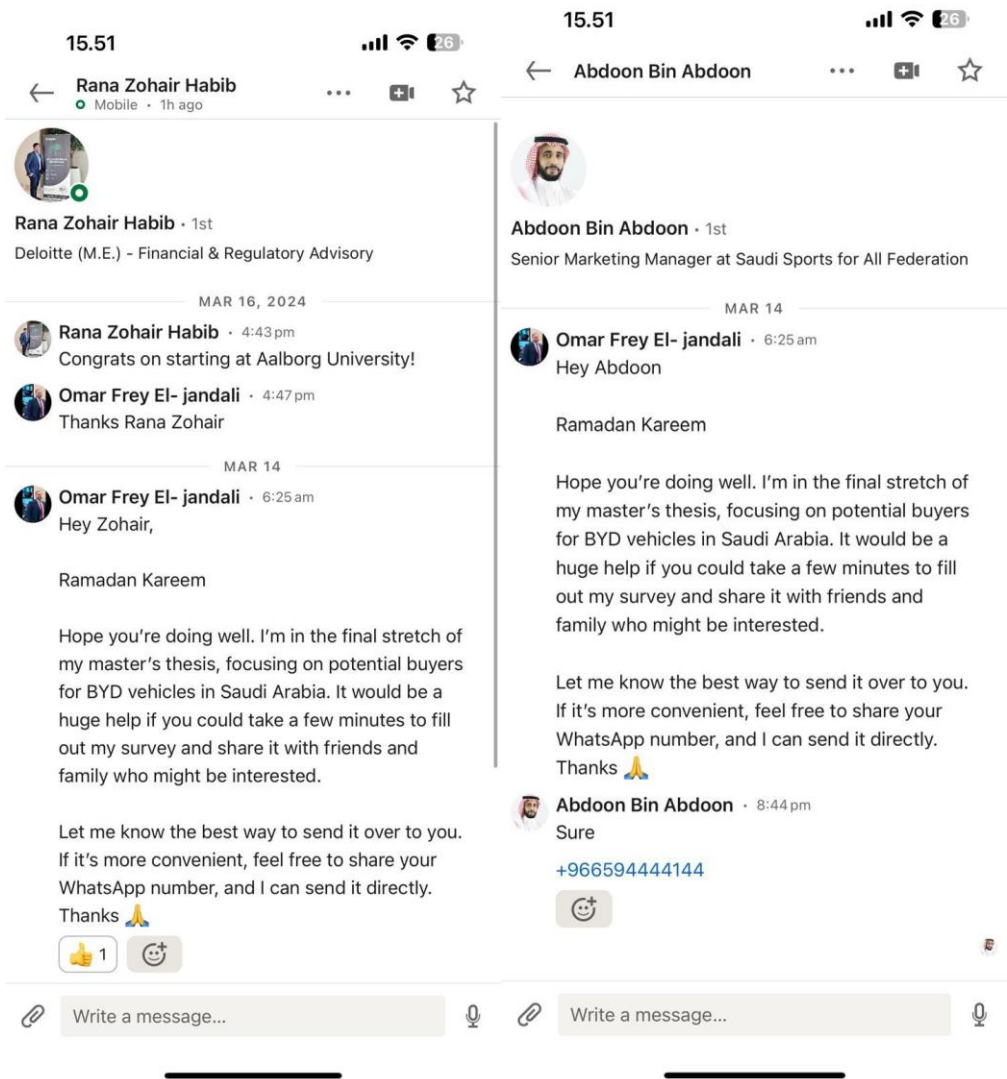 15.51
26
Rana Zohair Habib
Mobile • 1h ago
Rana Zohair Habib • 1st
Deloitte (M.E.) - Financial & Regulatory Advisory
MAR 16, 2024
Rana Zohair Habib • 4:43 pm
Congrats on starting at Aalborg University!
Omar Frey El- jandali • 4:47 pm
Thanks Rana Zohair
MAR 14
Omar Frey El- jandali • 6:25 am
Hey Zohair,
Ramadan Kareem
Hope you're doing well. I'm in the final stretch of
my master's thesis, focusing on potential buyers
for BYD vehicles in Saudi Arabia. It would be a
huge help if you could take a few minutes to fill
out my survey and share it with friends and
family who might be interested.
Let me know the best way to send it over to you.
If it's more convenient, feel free to share your
WhatsApp number, and I can send it directly.
Thanks 🙏
👍 1
Write a message...
15.51
26
Abdoon Bin Abdoon
Abdoon Bin Abdoon • 1st
Senior Marketing Manager at Saudi Sports for All Federation
MAR 14
Omar Frey El- jandali • 6:25 am
Hey Abdoon
Ramadan Kareem
Hope you're doing well. I'm in the final stretch of
my master's thesis, focusing on potential buyers
for BYD vehicles in Saudi Arabia. It would be a
huge help if you could take a few minutes to fill
out my survey and share it with friends and
family who might be interested.
Let me know the best way to send it over to you.
If it's more convenient, feel free to share your
WhatsApp number, and I can send it directly.
Thanks 🙏
Abdoon Bin Abdoon • 8:44 pm
Sure
+966594444144
Write a message...